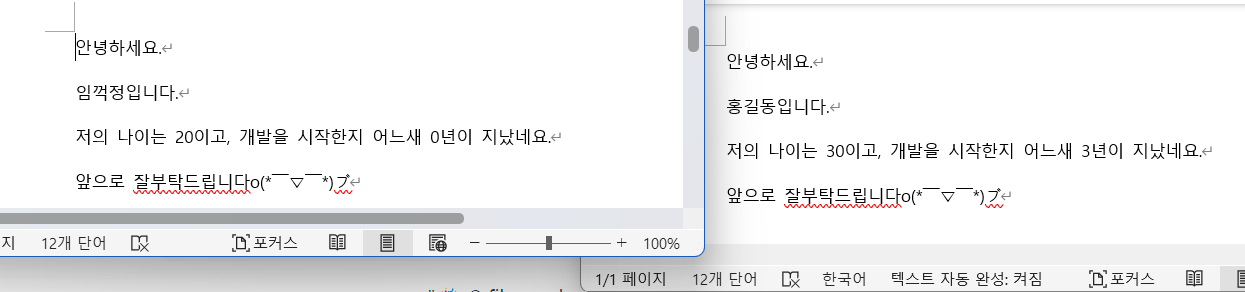 안녕하세요.↵
임꺽정입니다.↵
저의 나이는 20이고, 개발을 시작한지 어느새 0년이 지났네요.↵
앞으로 잘부탁드립니다o(*￣▽￣*)ブ↵
지 12개 단어 포커스 100%
안녕하세요.↵
홍길동입니다.↵
저의 나이는 30이고, 개발을 시작한지 어느새 3년이 지났네요.↵
앞으로 잘부탁드립니다o(*￣▽￣*)ブ↵
1/1 페이지 12개 단어 한국어 텍스트 자동 완성: 켜짐 포커스